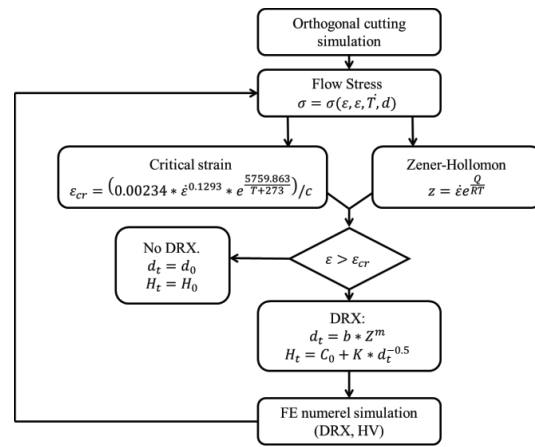 Orthogonal cutting
simulation
Flow Stress
σ = σ(ε, ε, Ṫ, d)
Critical strain
ε_cr = (0.00234 * ε̇^0.1293 * e^(5759.863/(T+273)))/c
Zener-Hollomon
z = ε̇e^(Q/RT)
ε > ε_cr
No DRX.
d_t = d_0
H_t = H_0
DRX:
d_t = b * Z^m
H_t = C_0 + K * d_t^-0.5
FE numerel simulation
(DRX, HV)